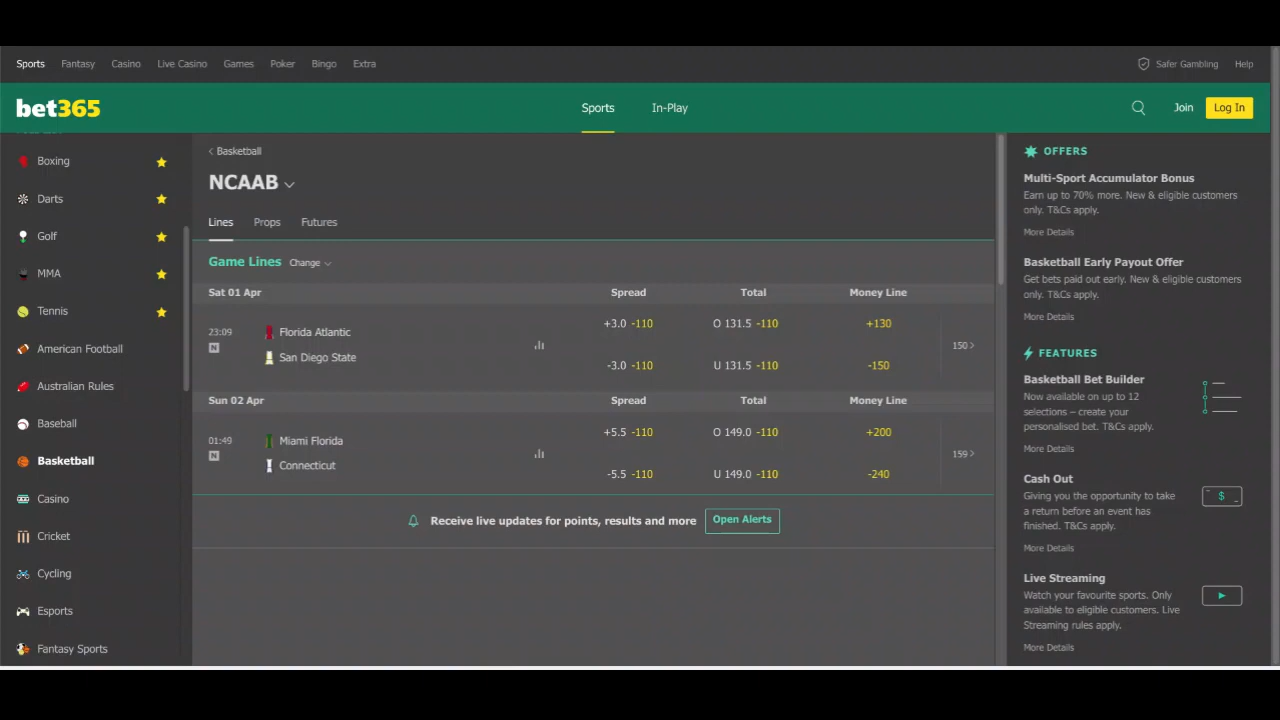 Sports Fantasy Casino Live Casino Games Poker Bingo Extra Safer Gambling Help
bet365 Sports In-Play Join Log In
Boxing
Darts
Golf
MMA
Tennis
American Football
Australian Rules
Baseball
Basketball
Casino
Cricket
Cycling
Esports
Fantasy Sports
< Basketball
NCAAB
Lines Props Futures
Game Lines Change
Sat 01 Apr Spread Total Money Line
23:09 Florida Atlantic +3.0 -110 O 131.5 -110 +130
N San Diego State -3.0 -110 U 131.5 -110 -150
150 >
Sun 02 Apr Spread Total Money Line
01:49 Miami Florida +5.5 -110 O 149.0 -110 +200
N Connecticut -5.5 -110 U 149.0 -110 -240
159 >
Receive live updates for points, results and more Open Alerts
OFFERS
Multi-Sport Accumulator Bonus
Earn up to 70% more. New & eligible customers
only. T&Cs apply.
More Details
Basketball Early Payout Offer
Get bets paid out early. New & eligible customers
only. T&Cs apply.
More Details
FEATURES
Basketball Bet Builder
Now available on up to 12
selections – create your
personalised bet. T&Cs apply.
More Details
Cash Out
Giving you the opportunity to take
a return before an event has
finished. T&Cs apply.
$
More Details
Live Streaming
Watch your favourite sports. Only
available to eligible customers. Live
Streaming rules apply.
More Details